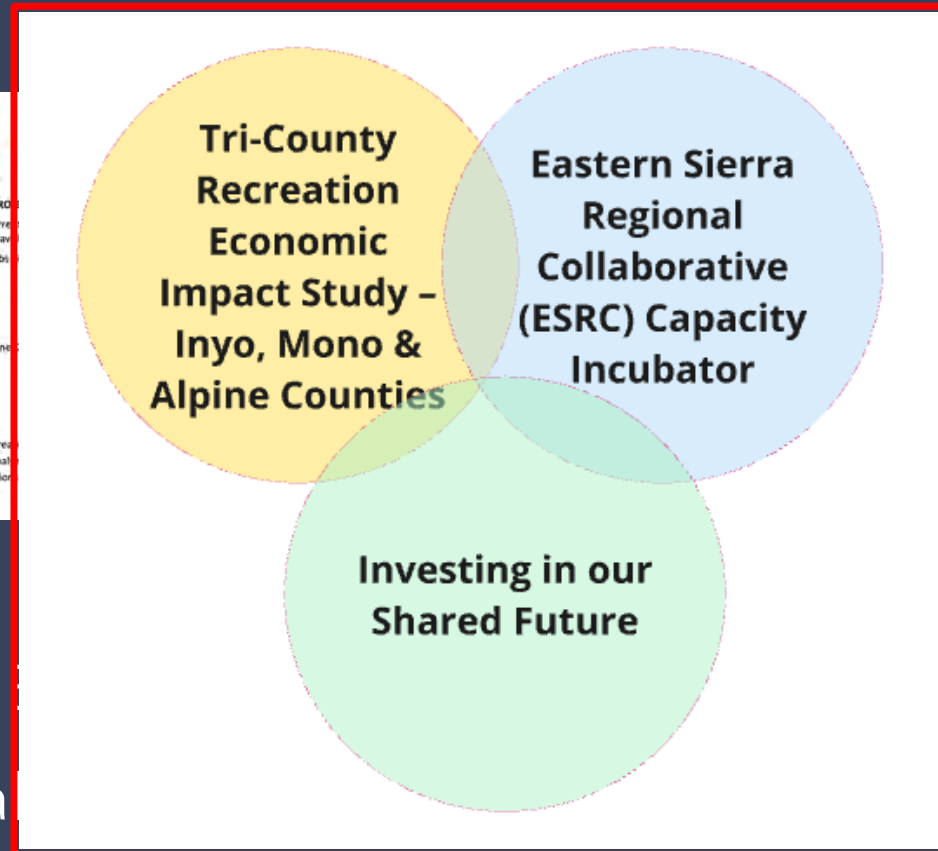 Tri-County
Recreation
Economic
Impact Study –
Inyo, Mono &
Alpine Counties
Eastern Sierra
Regional
Collaborative
(ESRC) Capacity
Incubator
Investing in our
Shared Future